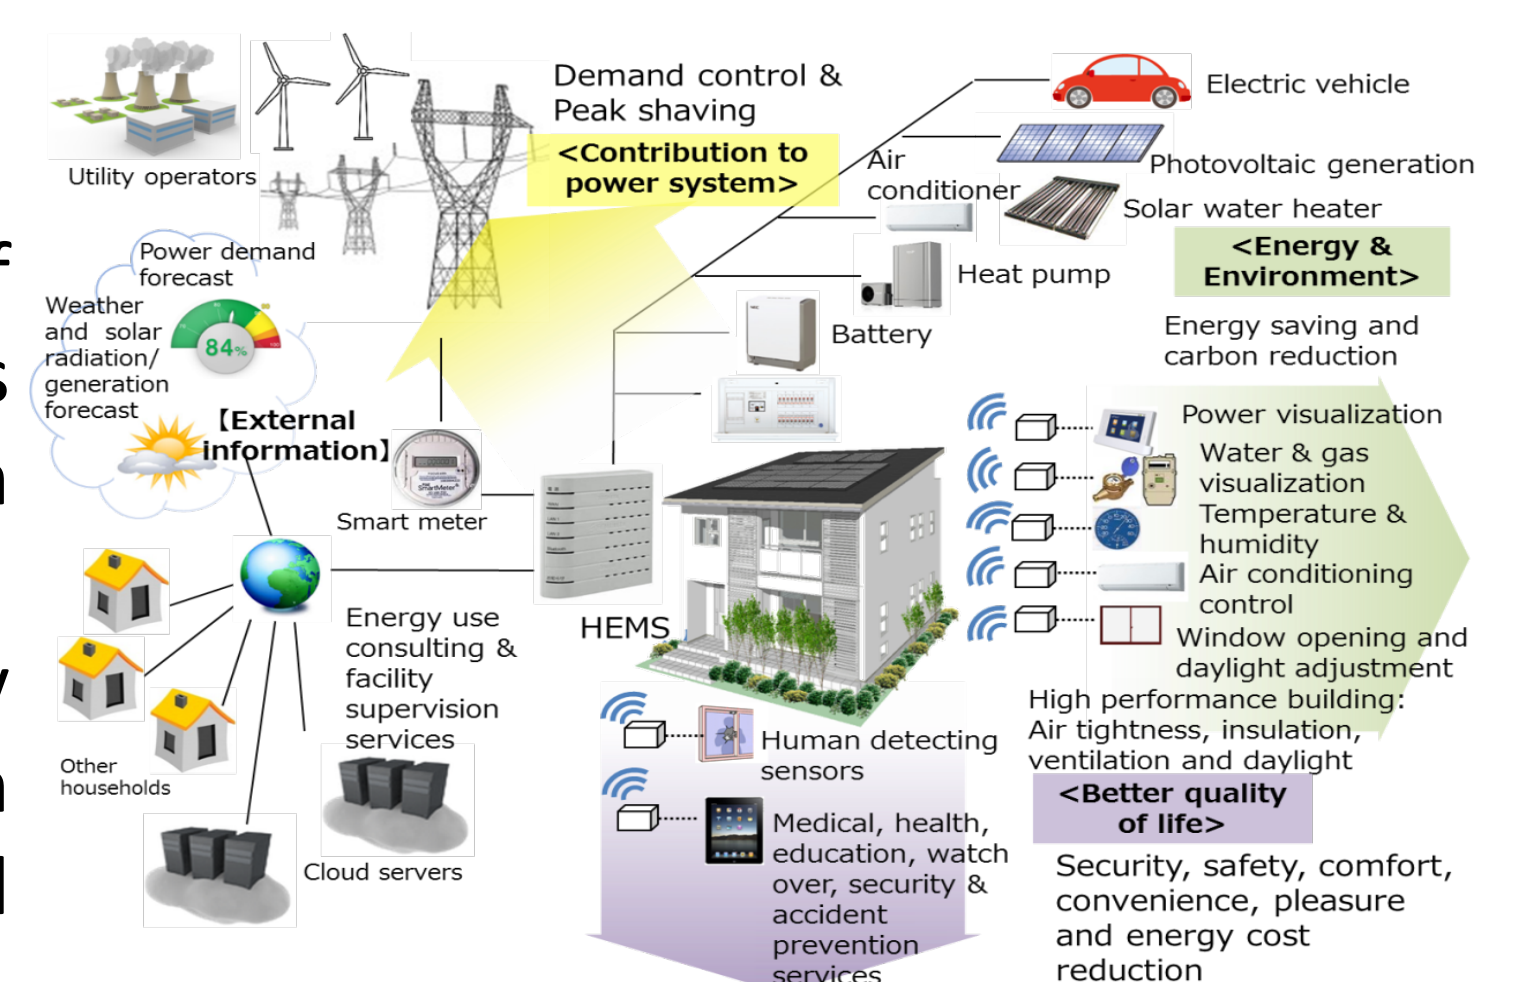 Demand control &
Peak shaving
<Contribution to
power system>
Utility operators
Electric vehicle
Photovoltaic generation
Air
conditioner
Solar water heater
Heat pump
Battery
<Energy &
Environment>
Energy saving and
carbon reduction
Power demand
forecast
Weather
and solar
radiation/
generation
forecast
84%
【External
information】
SmartMeter
Smart meter
HEMS
Power visualization
Water & gas
visualization
Temperature &
humidity
Air conditioning
control
Window opening and
daylight adjustment
High performance building:
Air tightness, insulation,
ventilation and daylight
<Better quality
of life>
Security, safety, comfort,
convenience, pleasure
and energy cost
reduction
Energy use
consulting &
facility
supervision
services
Other
households
Cloud servers
Human detecting
sensors
Medical, health,
education, watch
over, security &
accident
prevention
services